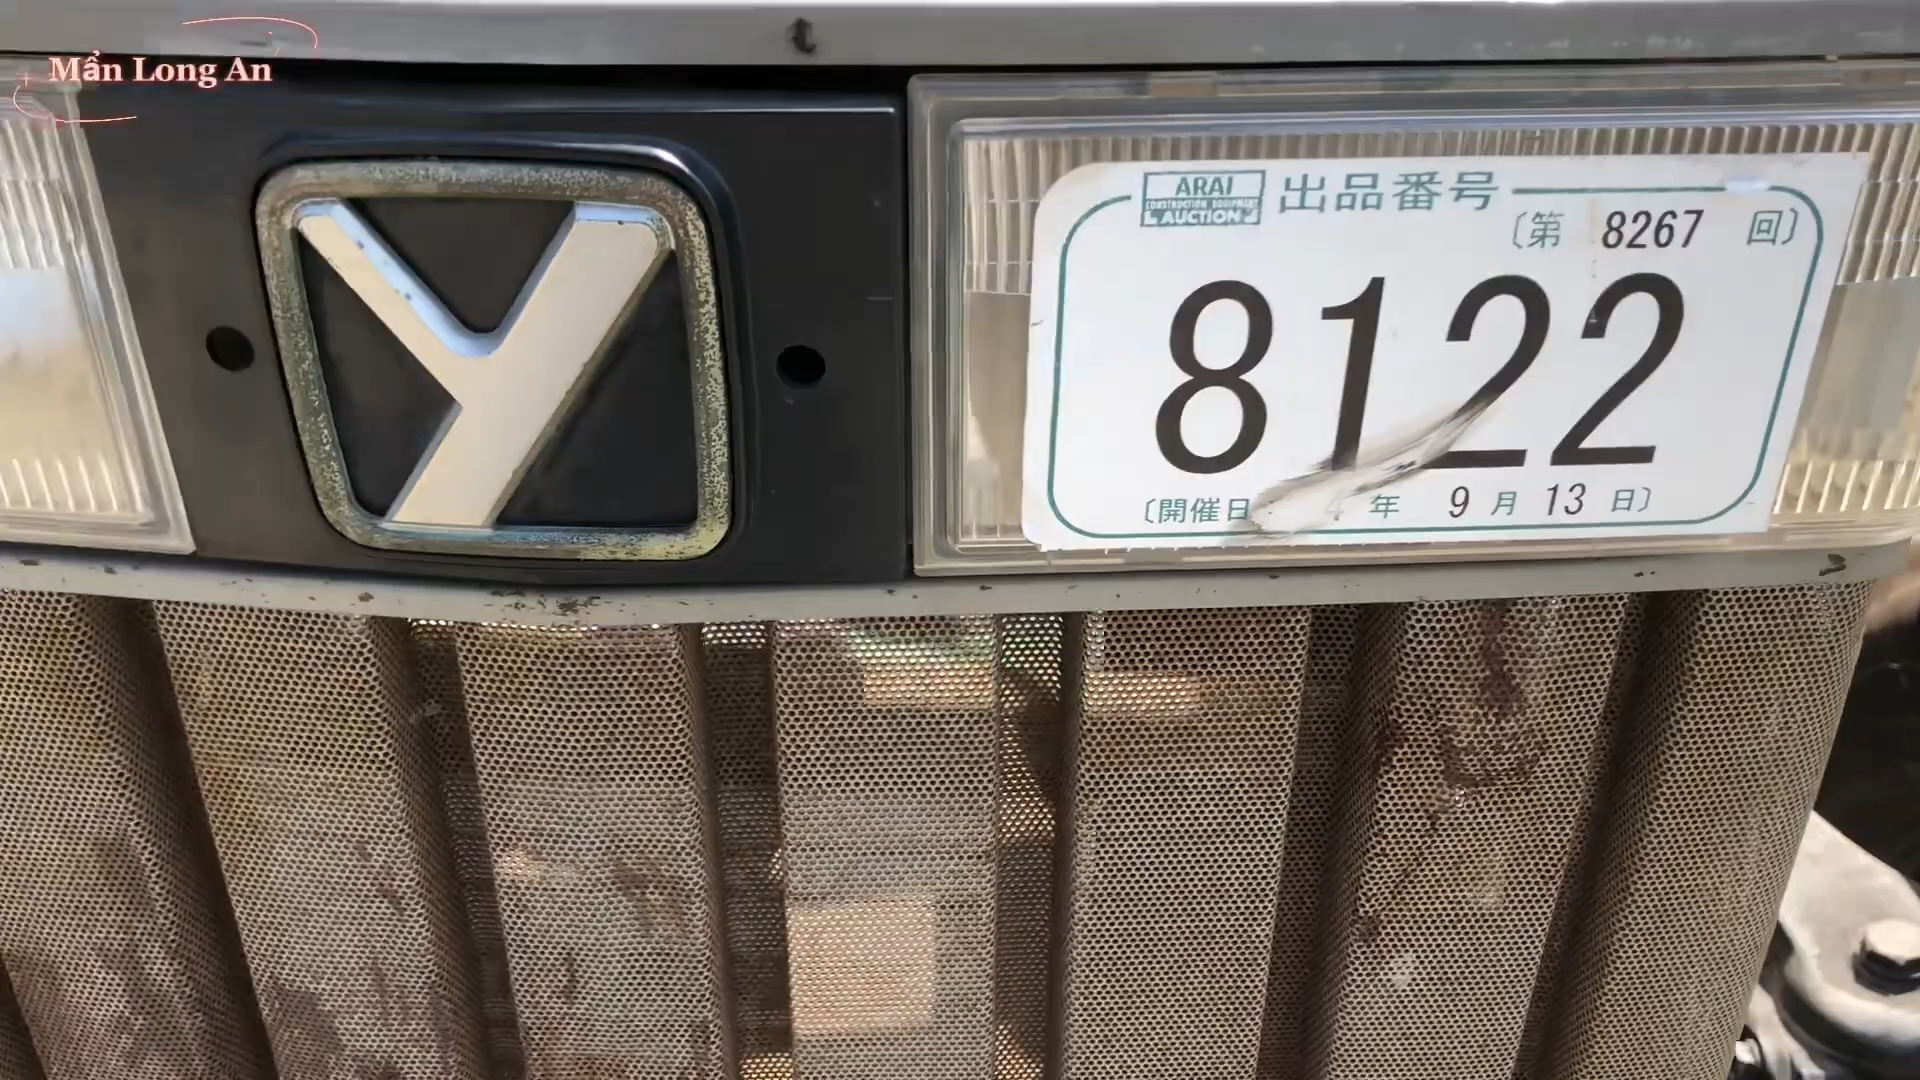 Mẩn Long An
ARAI
CONSTRUCTION EQUIPMENT
AUCTION
出品番号
〔第 8267 回〕
8122
〔開催日: 4 年 9 月 13 日〕
Y